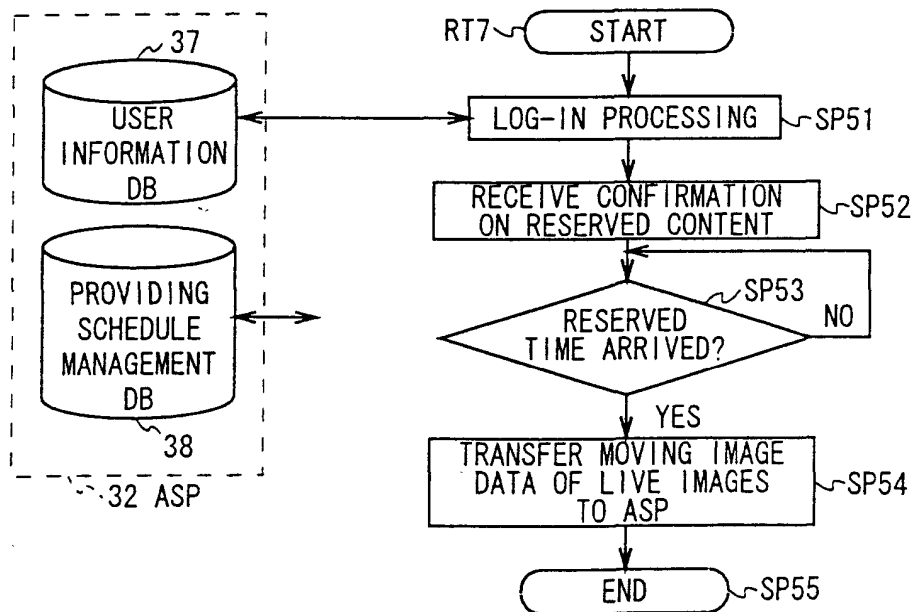 37
USER
INFORMATION
DB
PROVIDING
SCHEDULE
MANAGEMENT
DB
38
32 ASP
RT7
START
LOG-IN PROCESSING
SP51
RECEIVE CONFIRMATION
ON RESERVED CONTENT
SP52
SP53
RESERVED
TIME ARRIVED?
NO
YES
TRANSFER MOVING IMAGE
DATA OF LIVE IMAGES
TO ASP
SP54
END
SP55